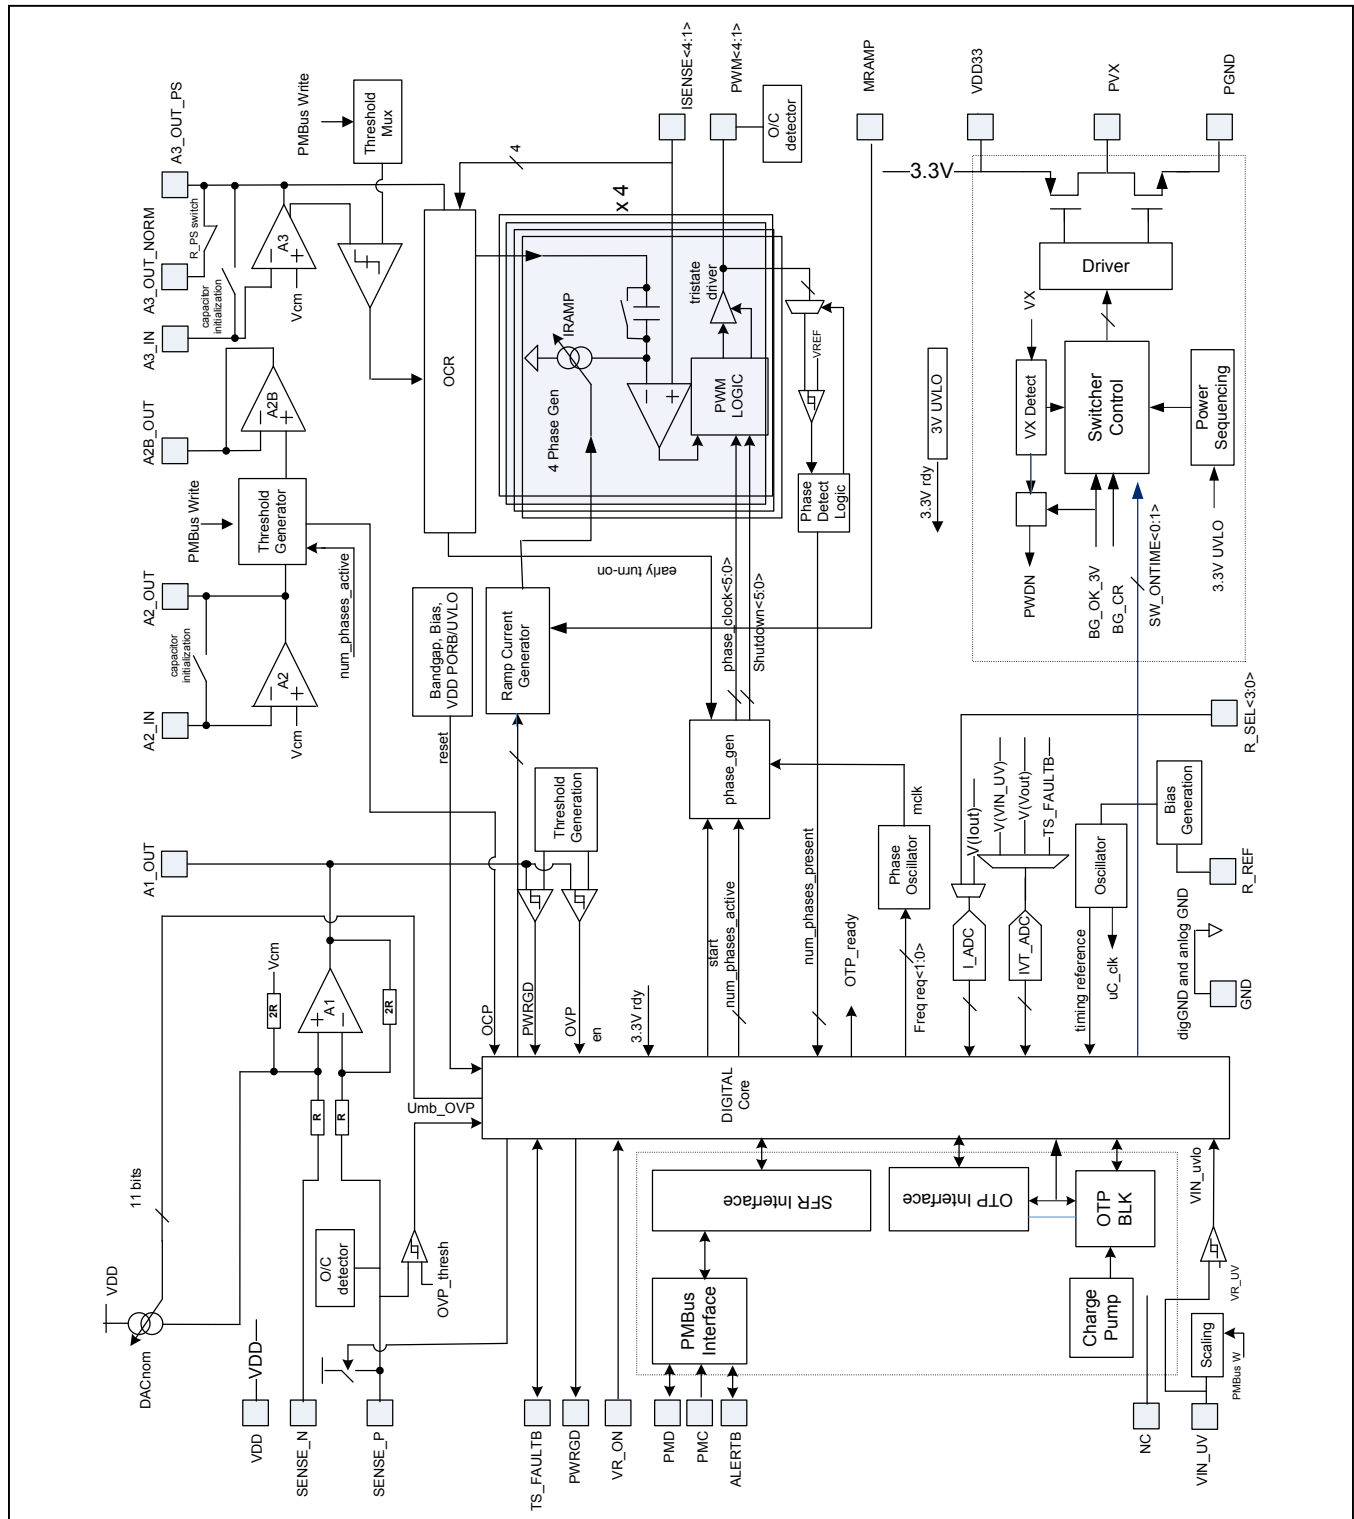 A3_OUT_PS
A3_OUT_NORM
A3_IN
A2B_OUT
A2_OUT
A2_IN
A1_OUT
R_PS switch
capacitor
initialization
A3
Vcm
PMBus Write
Threshold
Mux
A2B
PMBus Write
Threshold
Generator
num_phases_active
capacitor
initialization
A2
Vcm
ISENSE<4:1>
PWM<4:1>
O/C
detector
MRAMP
VDD33
PVX
PGND
4
OCR
x 4
IRAMP
4 Phase Gen
tristate
driver
PWM
LOGIC
VREF
Phase
Detect
Logic
early turn-on
phase_clock<5:0>
Shutdown<5:0>
3.3V
Driver
VX
VX Detect
Switcher
Control
Power
Sequencing
3.3V UVLO
PWDN
BG_OK_3V
BG_CR
SW_ONTIME<0:1>
3V UVLO
3.3V rdy
Bandgap, Bias,
VDD PORB/UVLO
reset
Ramp Current
Generator
Threshold
Generation
phase_gen
mclk
Phase
Oscillator
Freq req<1:0>
start
num_phases_active
num_phases_present
OTP_ready
3.3V rdy
OCP
PWRGD
OVP
en
V(Iout)
V(VIN_UV)
V(Vout)
TS_FAULTB
I_ADC
IVT_ADC
R_SEL<3:0>
Bias
Generation
R_REF
Oscillator
timing reference
uC_clk
digGND and anlog GND
GND
Vcm
2R
A1
2R
R
R
Umb_OVP
DIGITAL
Core
11 bits
VDD
DACnom
VDD
VDD
SENSE_N
SENSE_P
O/C
detector
OVP_thresh
TS_FAULTB
PWRGD
VR_ON
PMD
PMC
ALERTB
PMBus
Interface
SFR Interface
OTP Interface
OTP
BLK
Charge
Pump
NC
VIN_UV
Scaling
PMBus W
VR_UV
VIN_uvlo